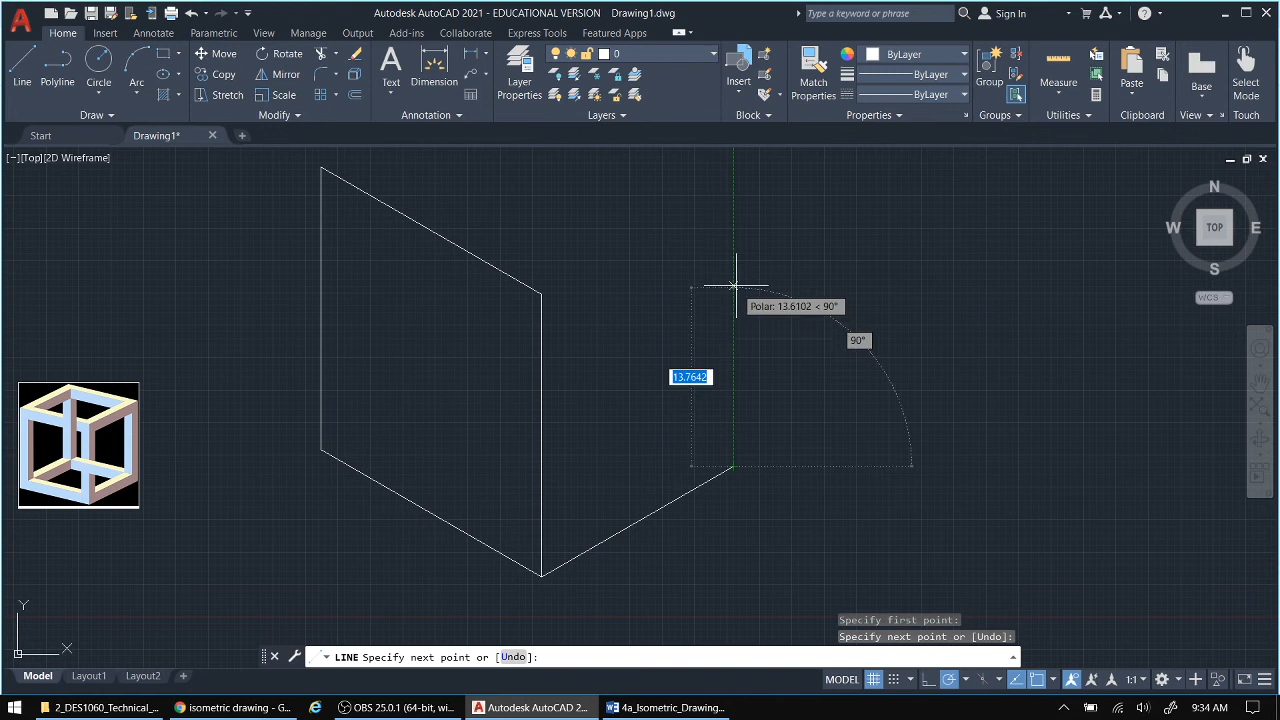 Autodesk AutoCAD 2021 - EDUCATIONAL VERSION Drawing1.dwg
Type a keyword or phrase
Sign In
Home Insert Annotate Parametric View Manage Output Add-ins Collaborate Express Tools Featured Apps
Line Polyline Circle Arc
Move Rotate
Copy Mirror
Stretch Scale
Text Dimension
Layer Properties
0
Insert
Match Properties
ByLayer
ByLayer
ByLayer
Group
Measure
Paste
Base
Select Mode
Draw Modify Annotation Layers Block Properties Groups Utilities Clipboard View Touch
Start Drawing1*
[−][Top][2D Wireframe]
N
W TOP E
S
WCS
Polar: 13.6102 < 90°
90°
13.7642
Y
X
Specify first point:
Specify next point or [Undo]:
LINE Specify next point or [Undo]:
Model Layout1 Layout2
MODEL
1:1
2_DES1060_Technical_...
isometric drawing - G...
OBS 25.0.1 (64-bit, w...
Autodesk AutoCAD 2...
4a_Isometric_Drawing...
9:34 AM